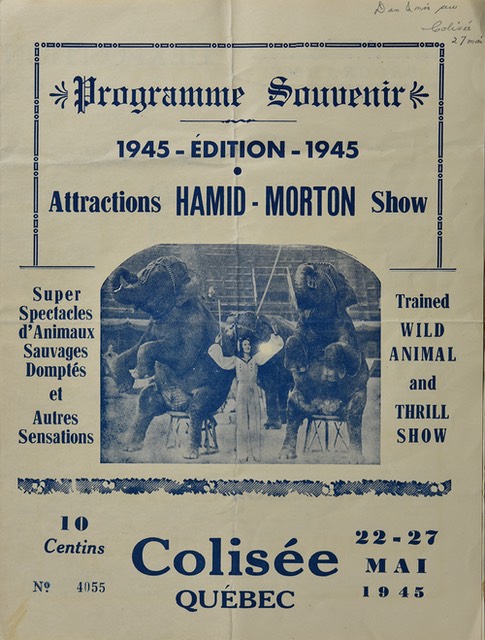 Colisée
27 mai
Programme Souvenir
1945 - ÉDITION - 1945
Attractions HAMID - MORTON Show
Super
Spectacles
d'Animaux
Sauvages
Domptés
et
Autres
Sensations
Trained
WILD
ANIMAL
and
THRILL
SHOW
10
Centins
Nº 4055
Colisée
QUÉBEC
22-27
MAI
1945